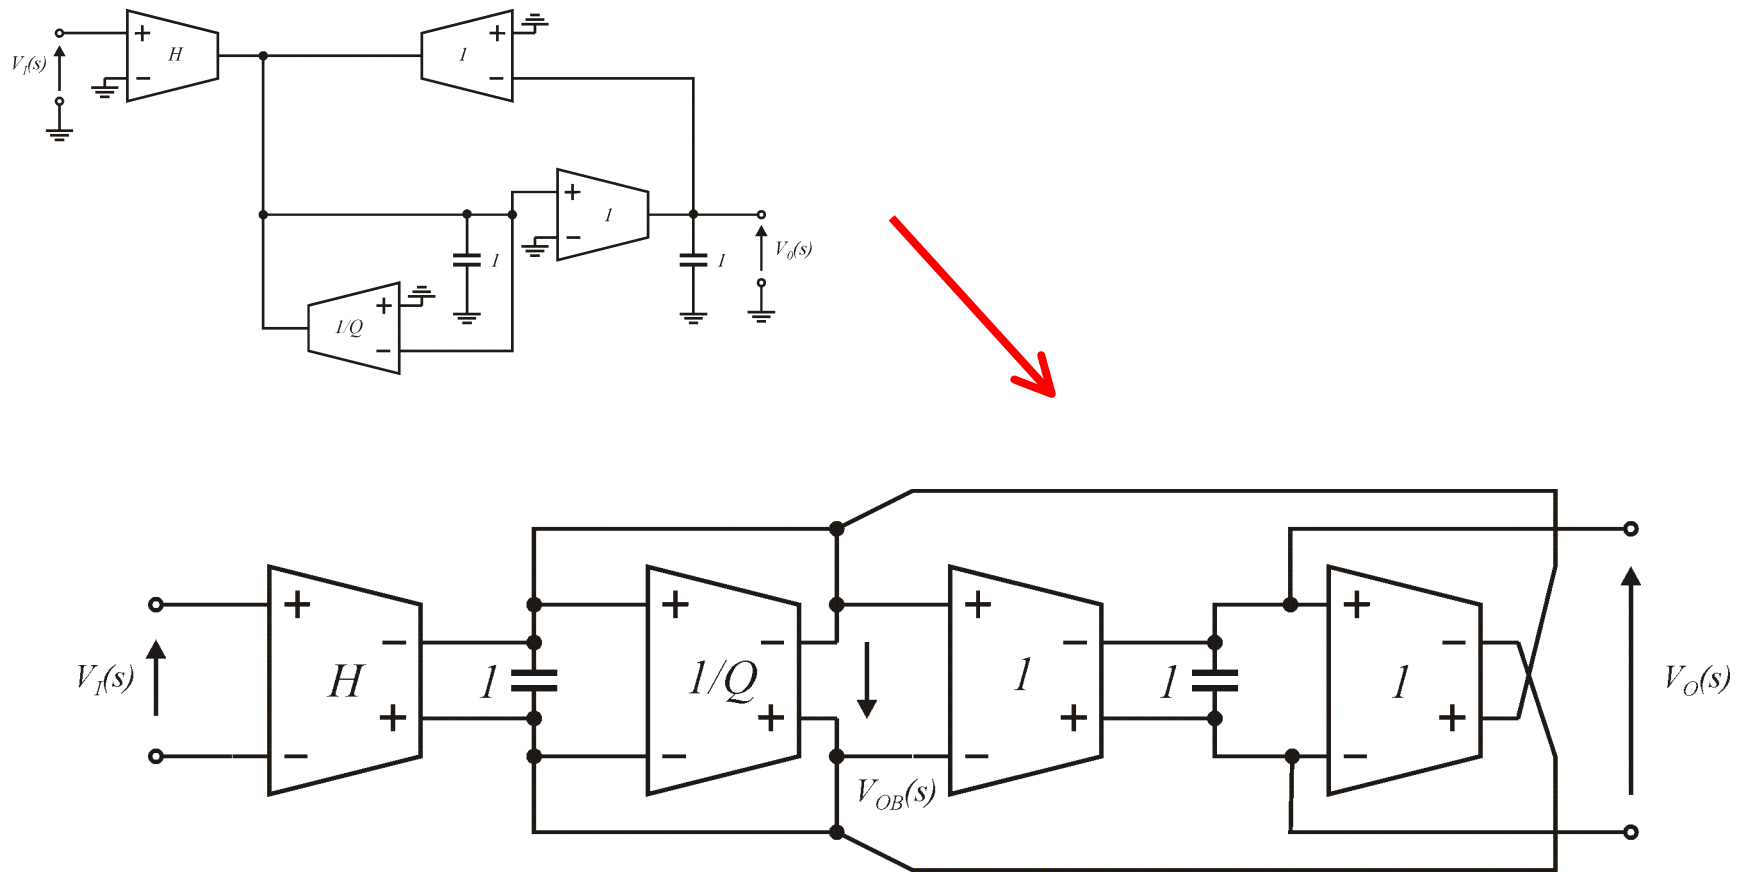 + H −
V_I(s)
+ 1 −
+ 1 −
1
1
V_0(s)
+ 1/Q −
V_I(s)
+ − H + −
1
+ − 1/Q + −
V_OB(s)
+ − 1 + −
1
+ − 1 + −
V_O(s)